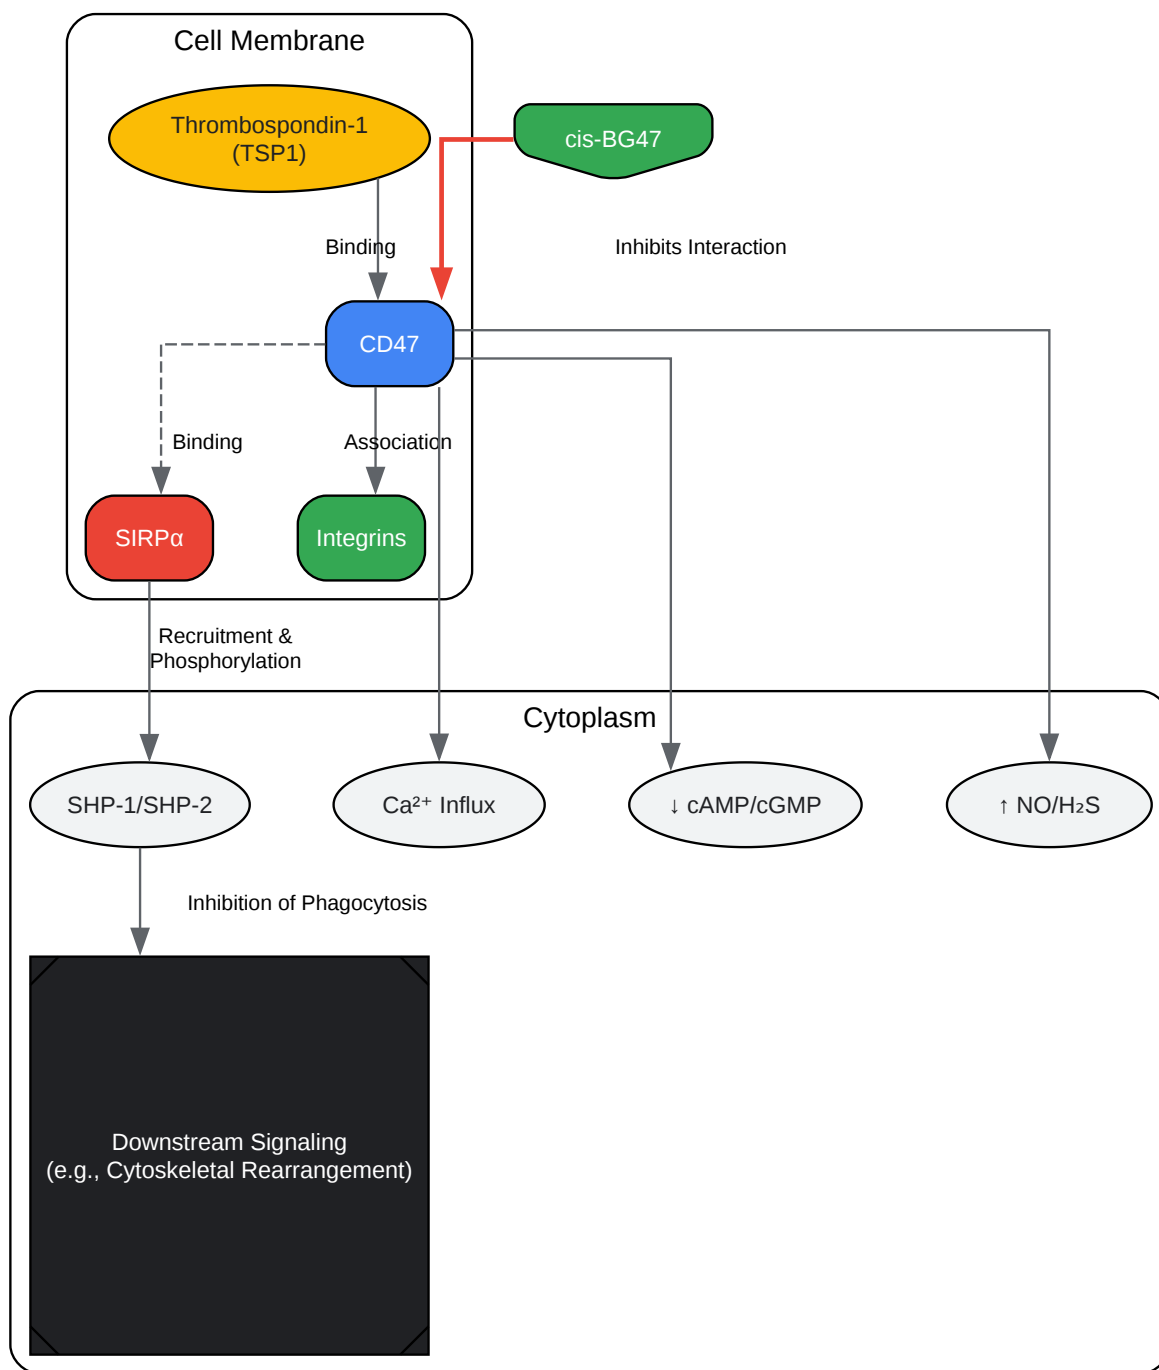 Cell Membrane
Thrombospondin-1
(TSP1)
cis-BG47
Binding
Inhibits Interaction
CD47
Binding
Association
SIRPα
Integrins
Recruitment &
Phosphorylation
Cytoplasm
SHP-1/SHP-2
Ca²⁺ Influx
↓ cAMP/cGMP
↑ NO/H₂S
Inhibition of Phagocytosis
Downstream Signaling
(e.g., Cytoskeletal Rearrangement)